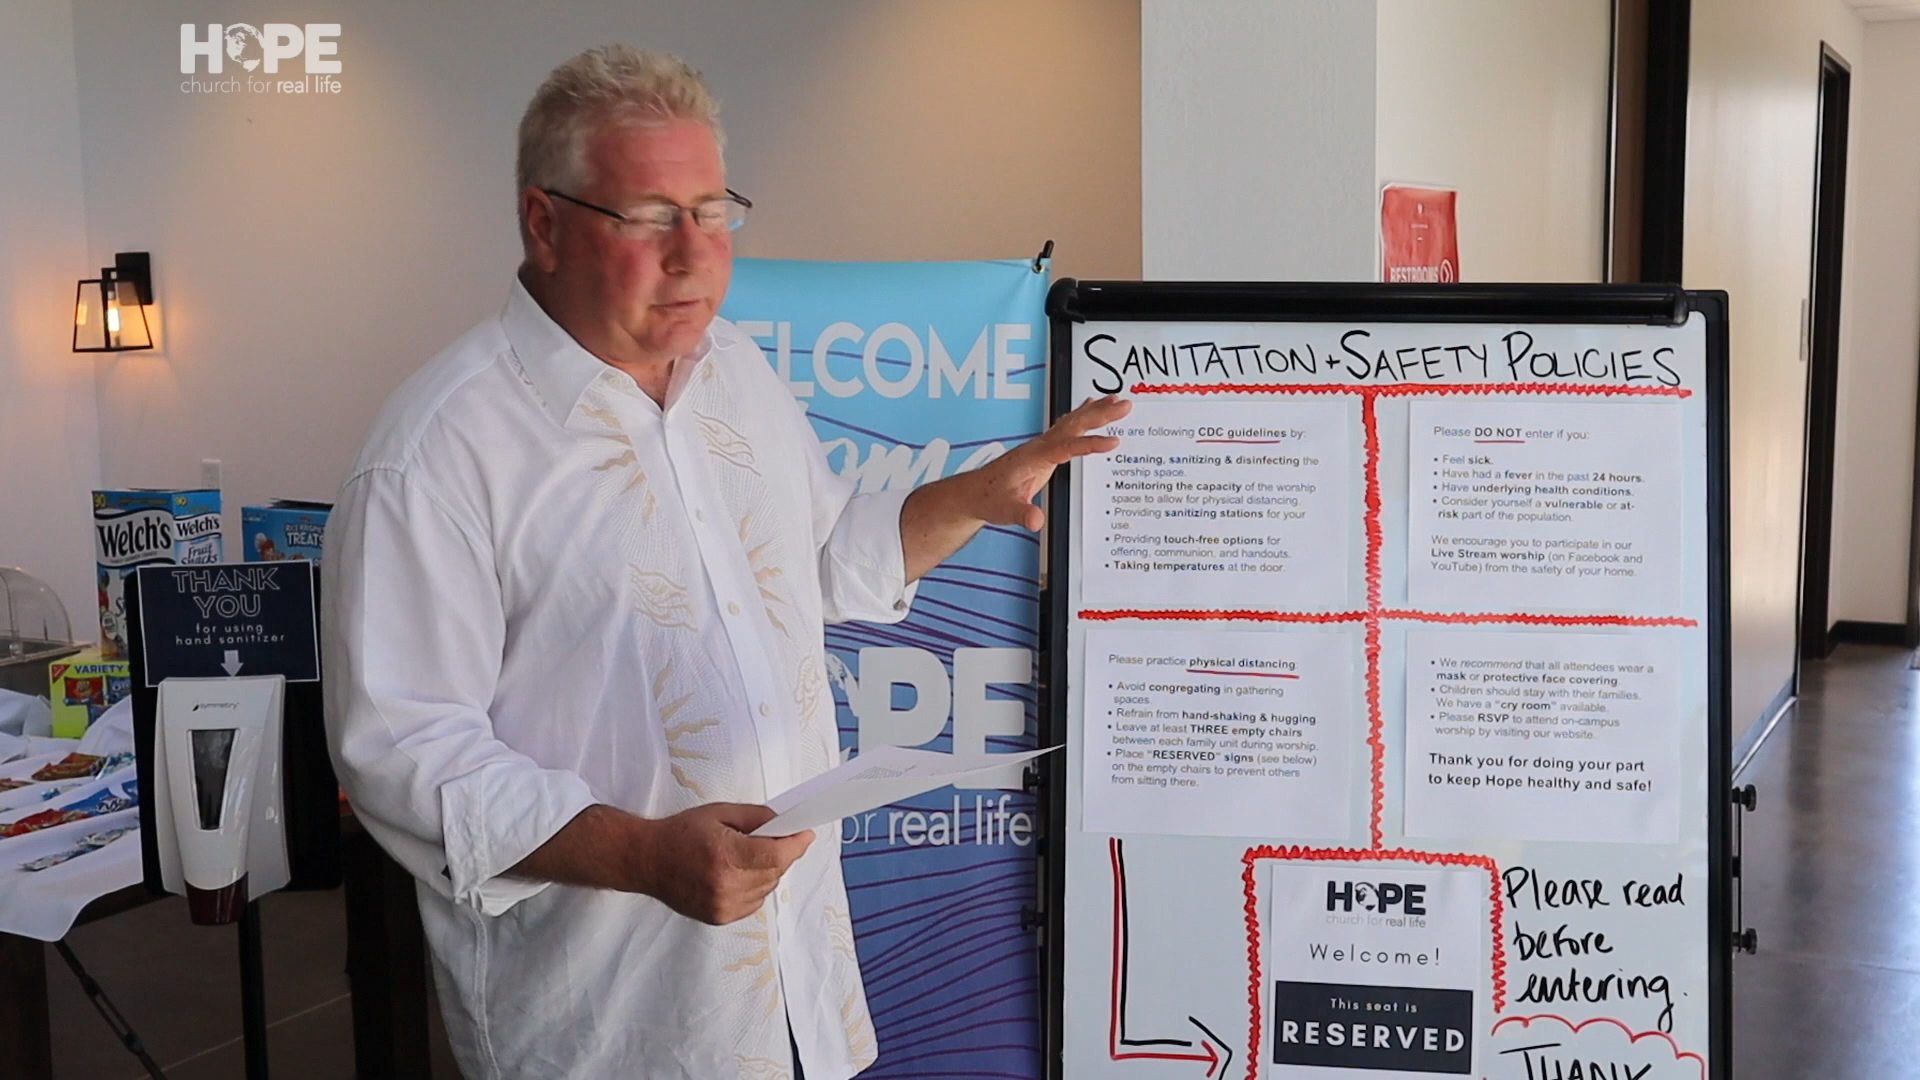 HOPE
church for real life
RESTROOMS
WELCOME
SANITATION + SAFETY POLICIES
We are following CDC guidelines by:
• Cleaning, sanitizing & disinfecting the
worship space.
• Monitoring the capacity of the worship
space to allow for physical distancing.
• Providing sanitizing stations for your
use.
• Providing touch-free options for
offering, communion, and handouts.
• Taking temperatures at the door.
Please DO NOT enter if you:
• Feel sick.
• Have had a fever in the past 24 hours.
• Have underlying health conditions.
• Consider yourself a vulnerable or at-
risk part of the population.
We encourage you to participate in our
Live Stream worship (on Facebook and
YouTube) from the safety of your home.
Please practice physical distancing:
• Avoid congregating in gathering
spaces.
• Refrain from hand-shaking & hugging.
• Leave at least THREE empty chairs
between each family unit during worship.
• Place "RESERVED" signs (see below)
on the empty chairs to prevent others
from sitting there.
• We recommend that all attendees wear a
mask or protective face covering.
• Children should stay with their families.
We have a "cry room" available.
• Please RSVP to attend on-campus
worship by visiting our website.
Thank you for doing your part
to keep Hope healthy and safe!
HOPE
church for real life
Welcome!
This seat is
RESERVED
Please read
before
entering.
THANK
OPE
for real life
90
Welch's
90
Welch's
Fruit
Snacks
RICE KRISPIES
TREATS
THANK
YOU
for using
hand sanitizer
symmetry
VARIETY